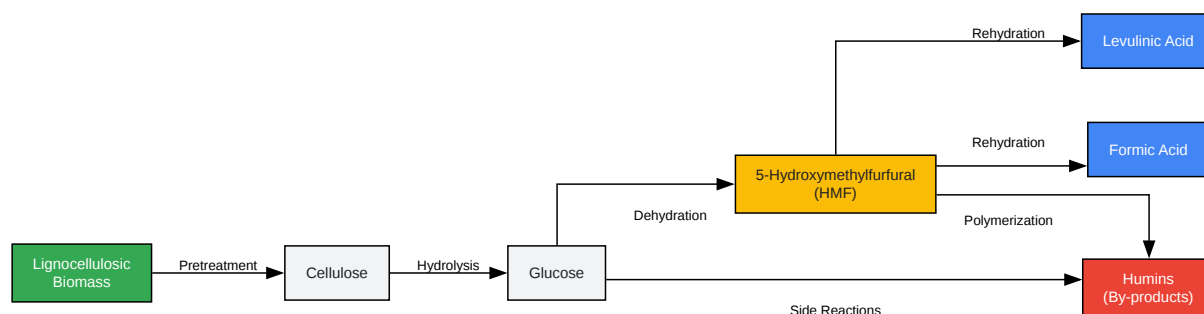 Rehydration
Levulinic Acid
Rehydration
Formic Acid
5-Hydroxymethylfurfural
(HMF)
Dehydration
Polymerization
Lignocellulosic
Biomass
Pretreatment
Cellulose
Hydrolysis
Glucose
Humins
(By-products)
Side Reactions